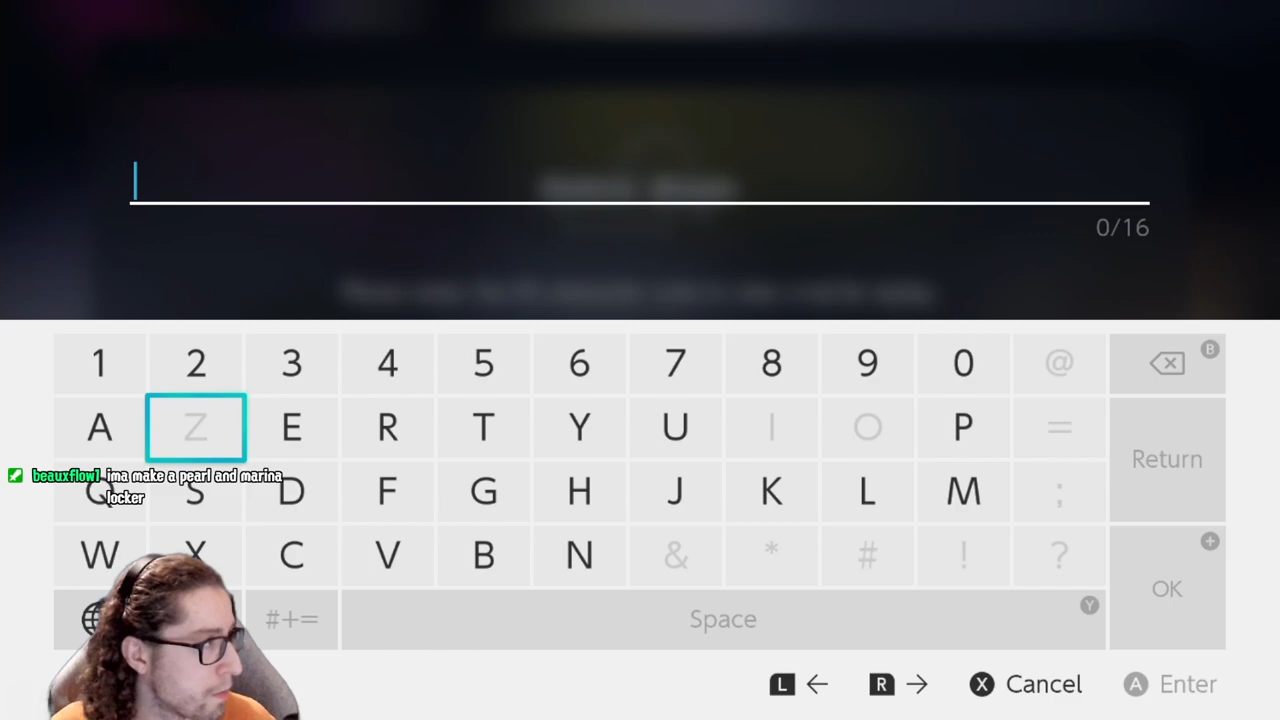 0/16
1 2 3 4 5 6 7 8 9 0 @ B
A Z E R T Y U I O P =
Return
beauxflow1 ima make a pearl and marina
locker
Q S D F G H J K L M ;
W X C V B N & * # ! ? +
OK
#+= Space Y
L ← R → X Cancel A Enter